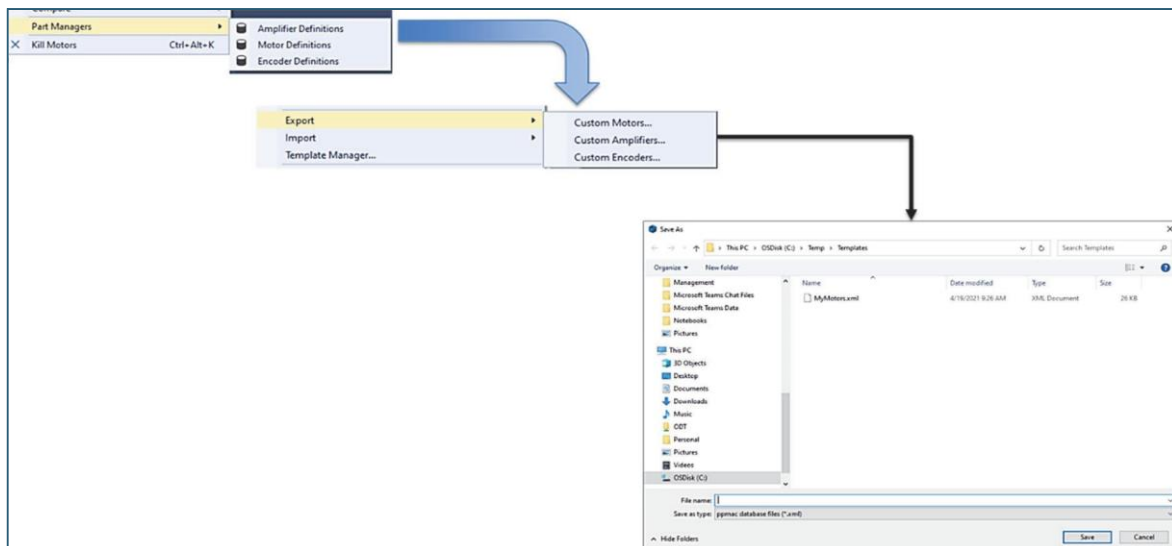 Compare
Part Managers
Kill Motors Ctrl+Alt+K
Amplifier Definitions
Motor Definitions
Encoder Definitions
Export
Import
Template Manager...
Custom Motors...
Custom Amplifiers...
Custom Encoders...
Save As
This PC > OSDisk (C:) > Temp > Templates
Search Templates
Organize New folder
Name Date modified Type Size
Management
Microsoft Teams Chat Files
Microsoft Teams Data
Notebooks
Pictures
This PC
3D Objects
Desktop
Documents
Downloads
Music
ODT
Personal
Pictures
Videos
OSDisk (C:)
MyMotors.xml 4/19/2021 9:26 AM XML Document 26 KB
File name:
Save as type: ppmac database files (*.xml)
Hide Folders
Save Cancel